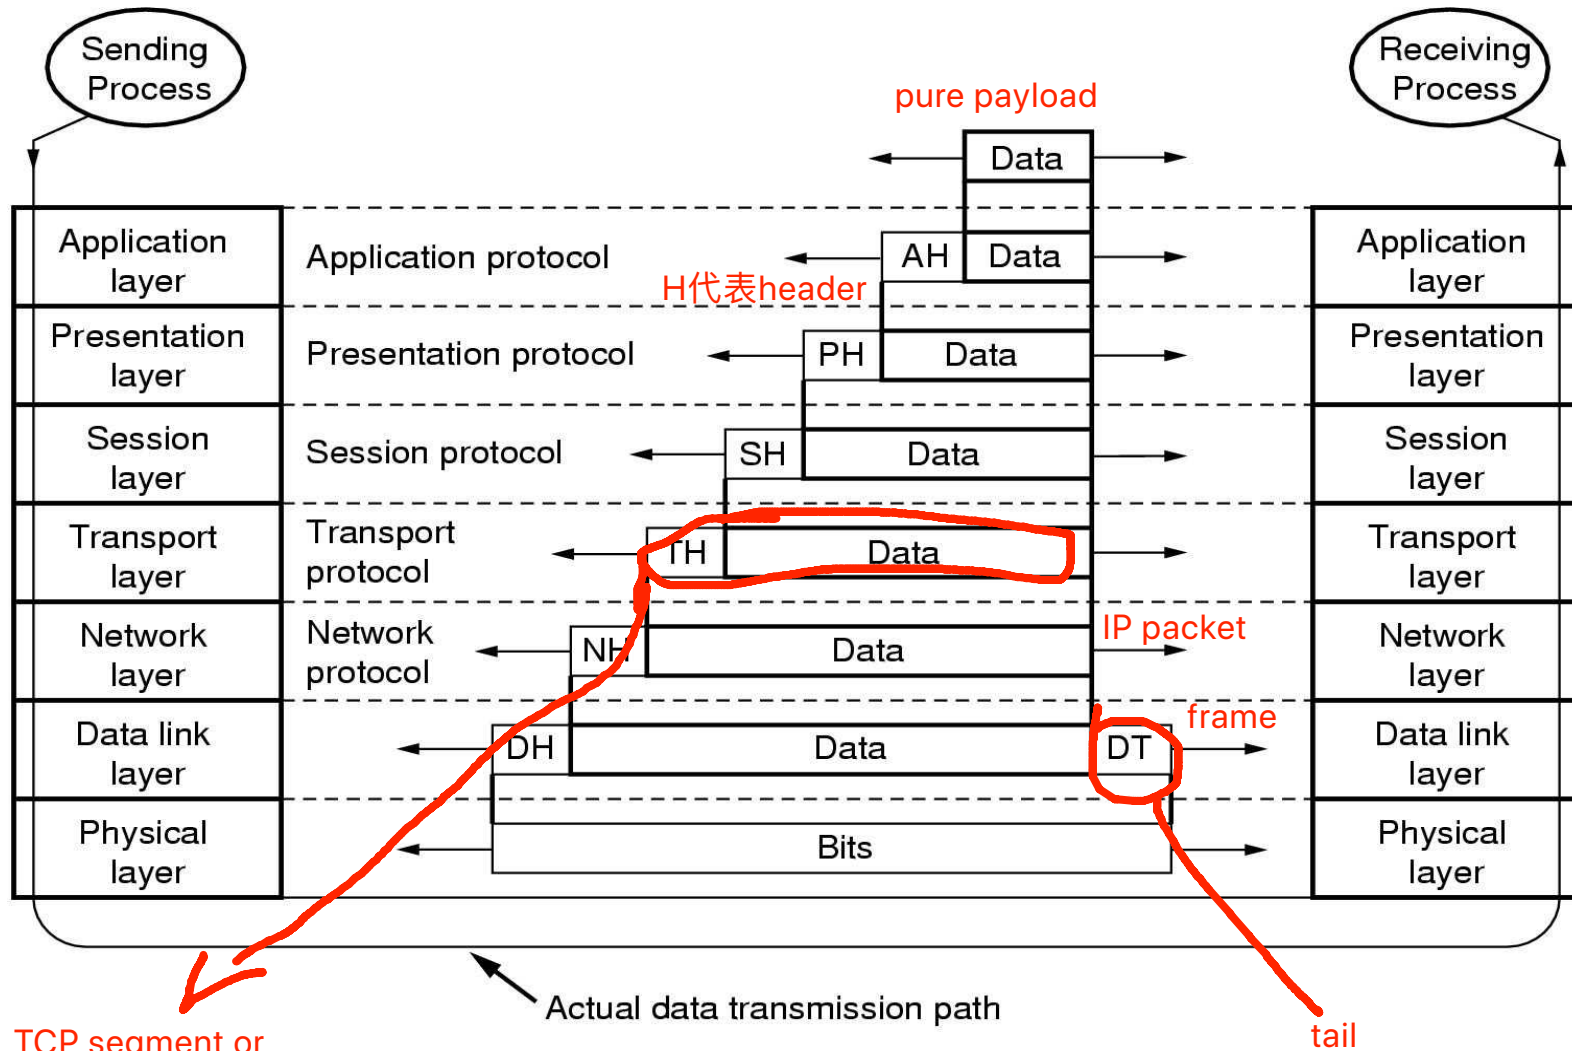 Sending
Process
Receiving
Process
pure payload
Data
Application
layer
Application protocol
AH
Data
Application
layer
H代表header
Presentation
layer
Presentation protocol
PH
Data
Presentation
layer
Session
layer
Session protocol
SH
Data
Session
layer
Transport
layer
Transport
protocol
TH
Data
Transport
layer
Network
layer
Network
protocol
NH
Data
IP packet
Network
layer
Data link
layer
DH
Data
DT
frame
Data link
layer
Physical
layer
Bits
Physical
layer
Actual data transmission path
TCP segment or
tail